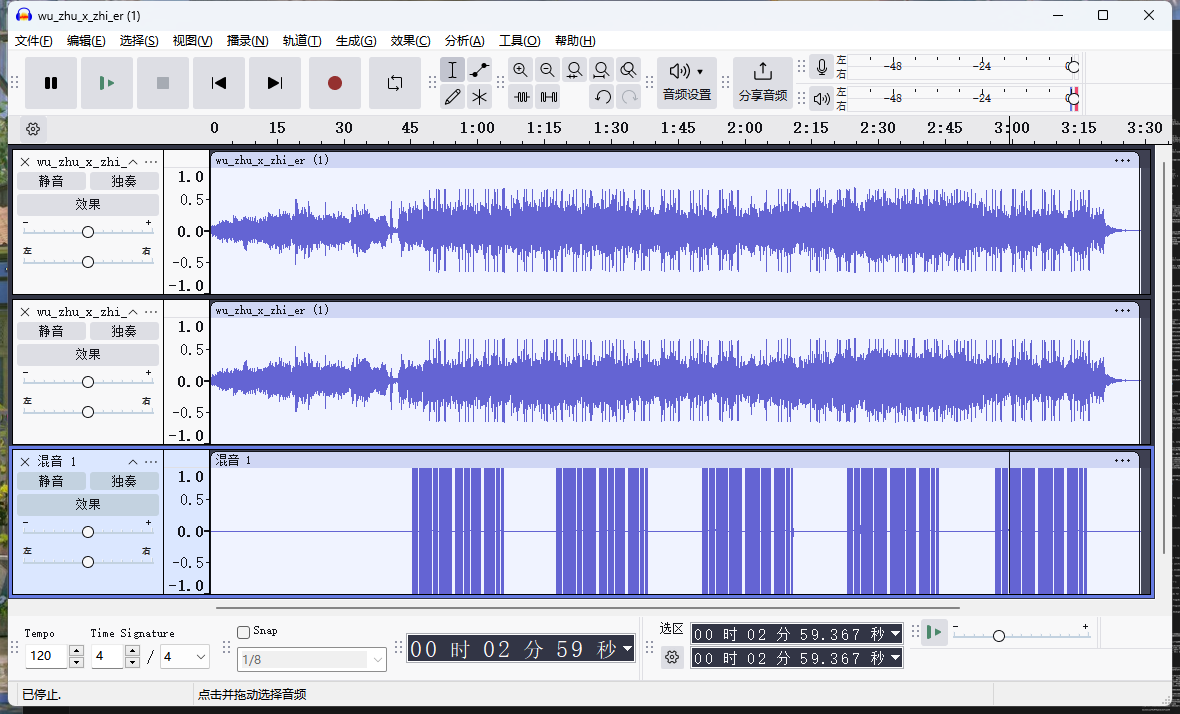 wu_zhu_x_zhi_er (1)
文件(F) 编辑(E) 选择(S) 视图(V) 播录(N) 轨道(T) 生成(G) 效果(C) 分析(A) 工具(O) 帮助(H)
音频设置
分享音频
左 -48 -24
右
左 -48 -24
右
0 15 30 45 1:00 1:15 1:30 1:45 2:00 2:15 2:30 2:45 3:00 3:15 3:30
wu_zhu_x_zhi_
静音 独奏
效果
- +
左 右
1.0
0.5
0.0
-0.5
-1.0
wu_zhu_x_zhi_er (1)
wu_zhu_x_zhi_
静音 独奏
效果
- +
左 右
1.0
0.5
0.0
-0.5
-1.0
wu_zhu_x_zhi_er (1)
混音 1
静音 独奏
效果
- +
左 右
1.0
0.5
0.0
-0.5
-1.0
混音 1
Tempo
120
Time Signature
4 / 4
Snap
1/8
00 时 02 分 59 秒
选区
00 时 02 分 59.367 秒
00 时 02 分 59.367 秒
- +
已停止.
点击并拖动选择音频